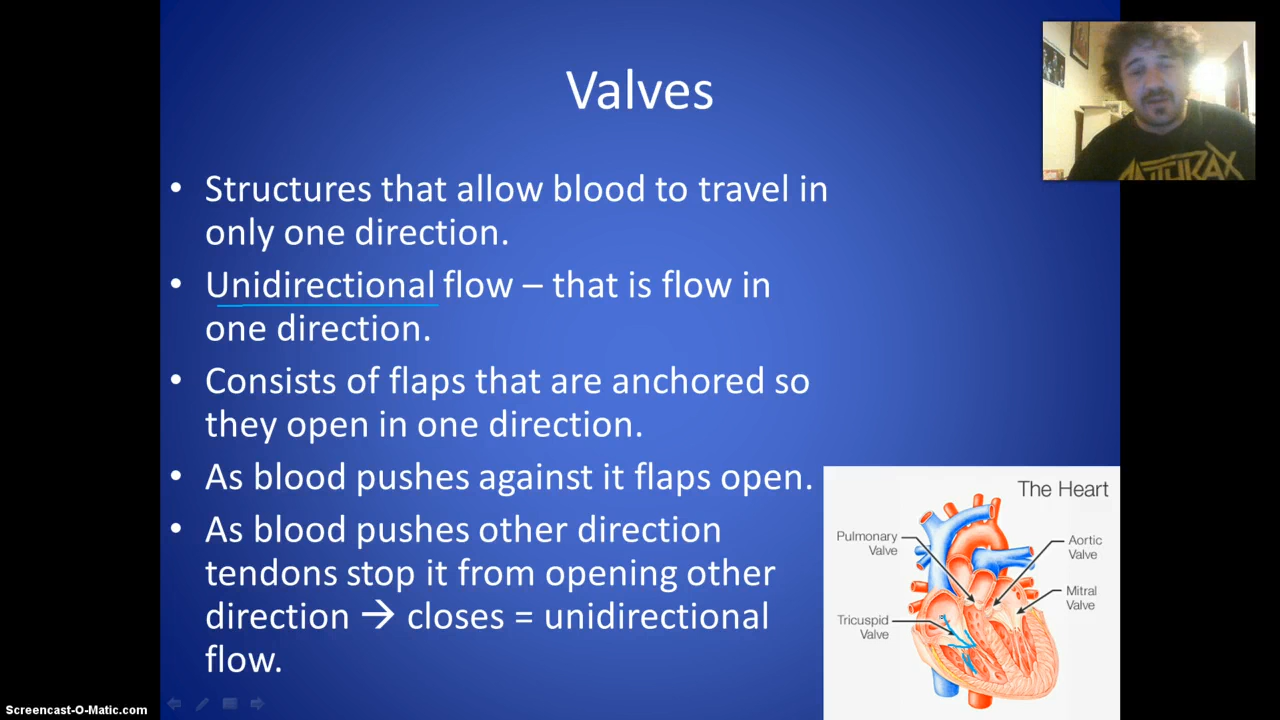 Valves
• Structures that allow blood to travel in
only one direction.
• Unidirectional flow – that is flow in
one direction.
• Consists of flaps that are anchored so
they open in one direction.
• As blood pushes against it flaps open.
• As blood pushes other direction
tendons stop it from opening other
direction → closes = unidirectional
flow.
ANTHRAX
The Heart
Pulmonary
Valve
Aortic
Valve
Mitral
Valve
Tricuspid
Valve
Screencast-O-Matic.com